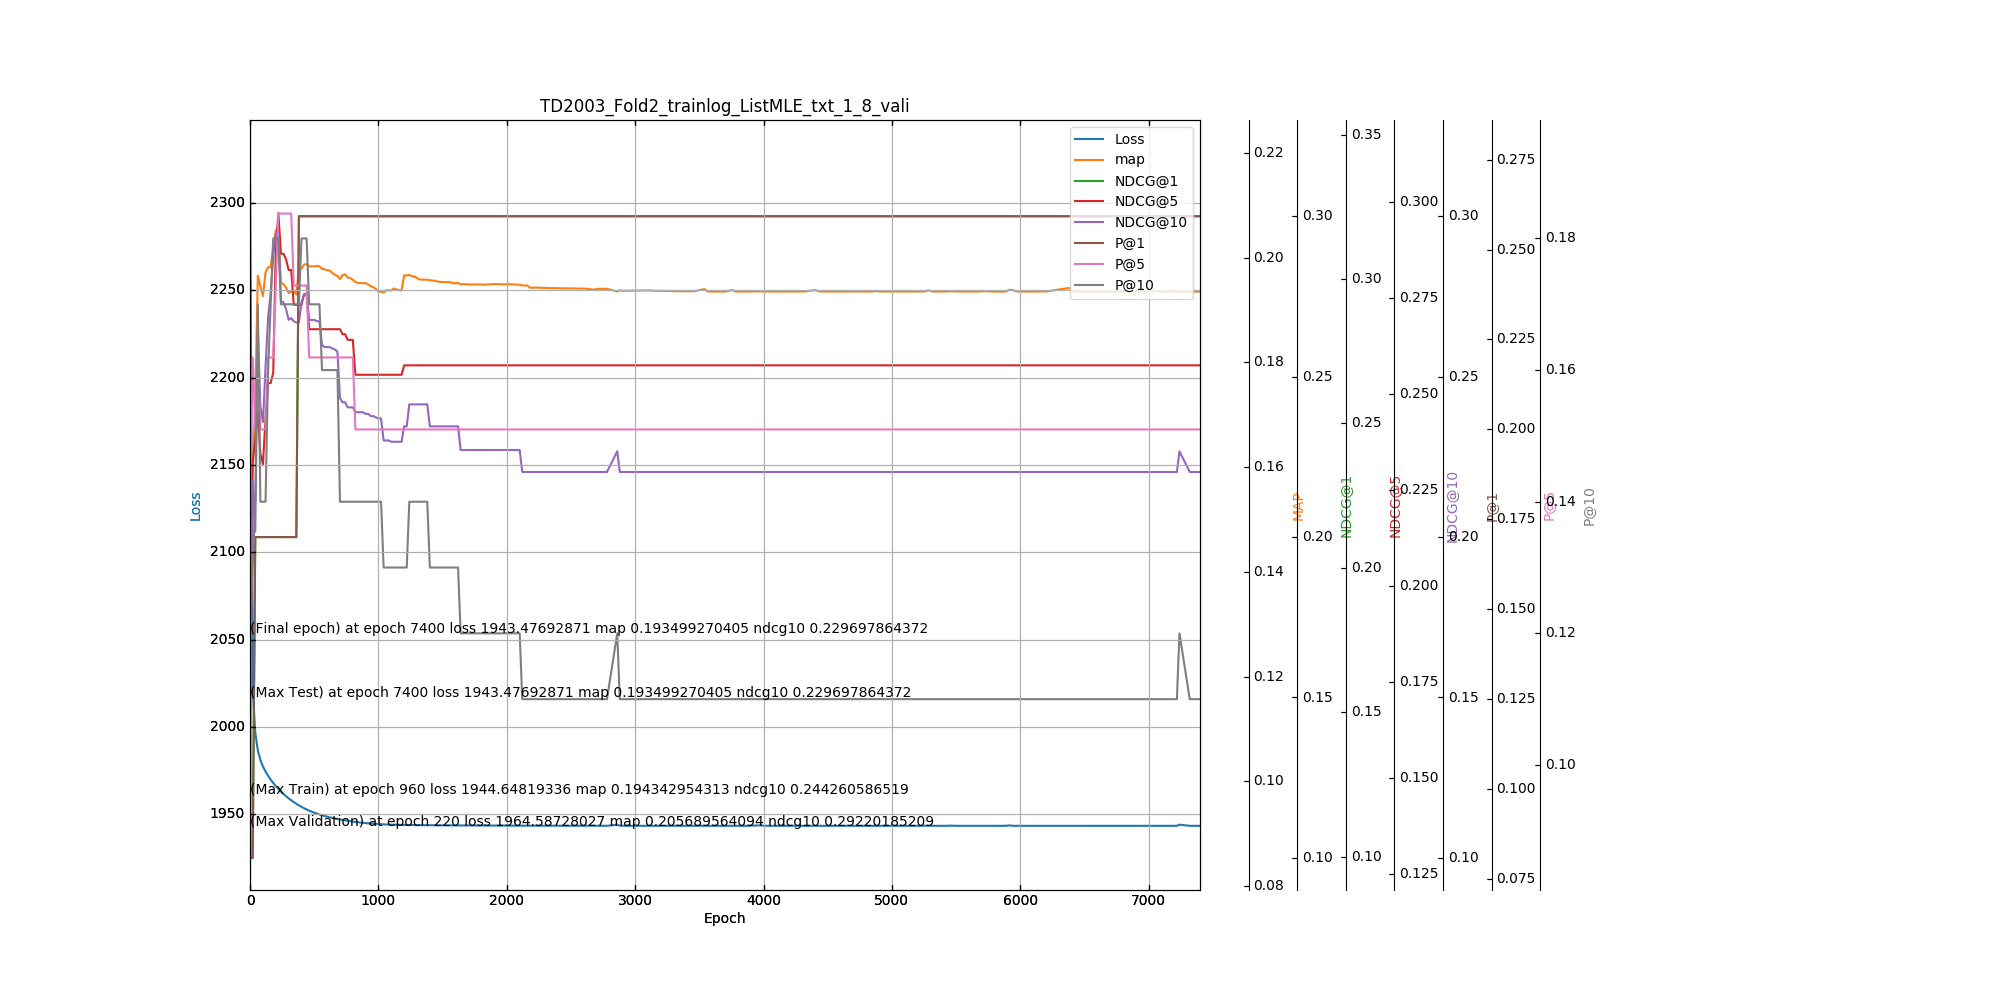 TD2003_Fold2_trainlog_ListMLE_txt_1_8_vali
Loss
map
NDCG@1
NDCG@5
NDCG@10
P@1
P@5
P@10
2300
2250
2200
2150
2100
2050
2000
1950
Loss
(Final epoch) at epoch 7400 loss 1943.47692871 map 0.193499270405 ndcg10 0.229697864372
(Max Test) at epoch 7400 loss 1943.47692871 map 0.193499270405 ndcg10 0.229697864372
(Max Train) at epoch 960 loss 1944.64819336 map 0.194342954313 ndcg10 0.244260586519
(Max Validation) at epoch 220 loss 1964.58728027 map 0.205689564094 ndcg10 0.29220185209
0 1000 2000 3000 4000 5000 6000 7000
Epoch
0.22
0.20
0.18
0.16
0.14
0.12
0.10
0.08
MAP
0.30
0.25
0.20
0.15
0.10
NDCG@1
0.35
0.30
0.25
0.20
0.15
0.10
NDCG@5
0.300
0.275
0.250
0.225
0.200
0.175
0.150
0.125
NDCG@10
0.30
0.25
0.20
0.15
0.10
P@1
0.275
0.250
0.225
0.200
0.175
0.150
0.125
0.100
0.075
P@5
0.18
0.16
0.14
0.12
0.10
P@10